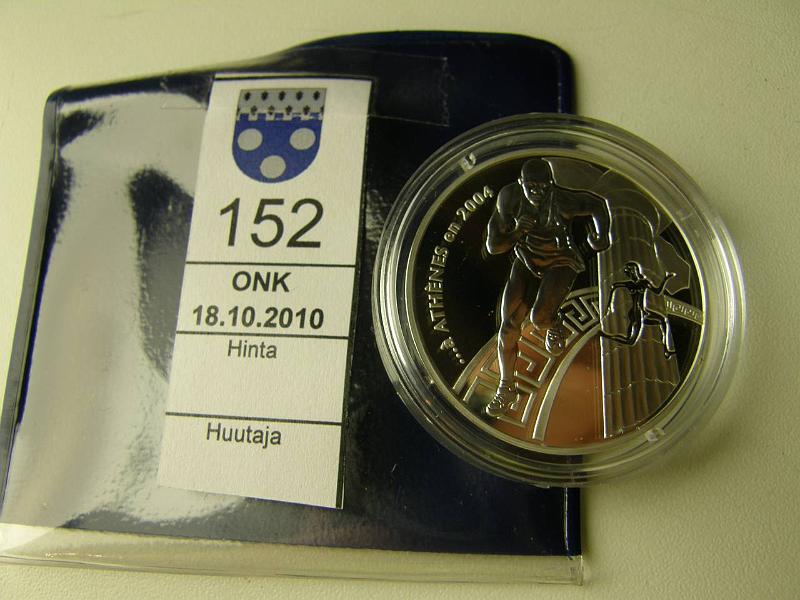 152
ONK
18.10.2010
Hinta
Huutaja
...à ATHÈNES en 2004